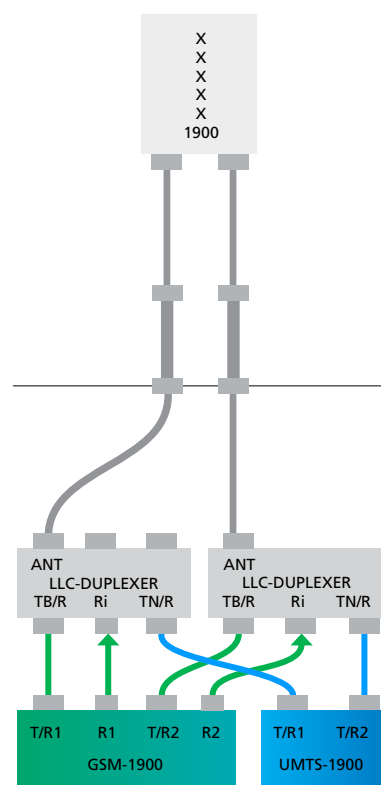 X
X
X
X
X
1900
ANT
LLC-DUPLEXER
TB/R Ri TN/R
ANT
LLC-DUPLEXER
TB/R Ri TN/R
T/R1 R1 T/R2 R2
GSM-1900
T/R1 T/R2
UMTS-1900